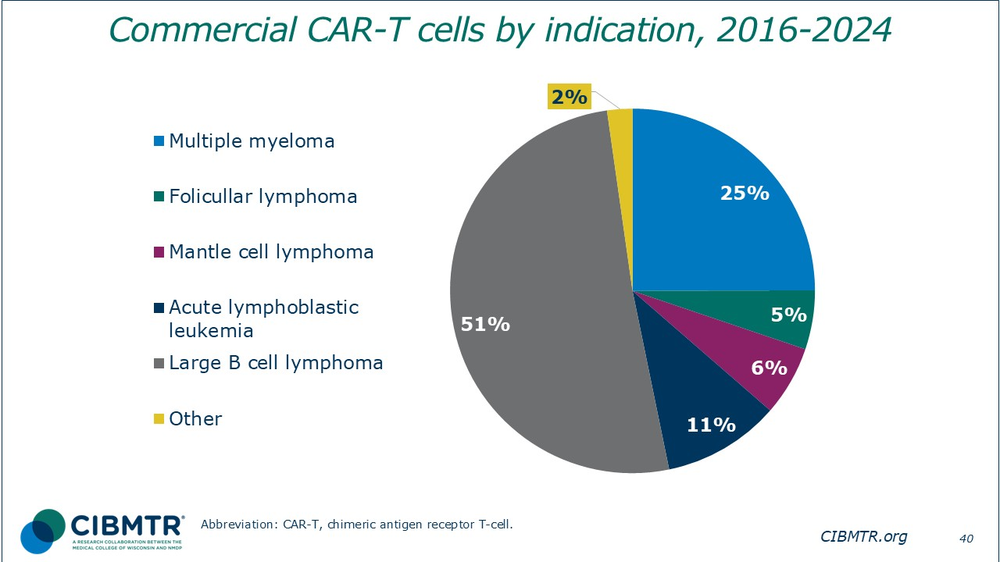 Commercial CAR-T cells by indication, 2016-2024
Multiple myeloma
Folicullar lymphoma
Mantle cell lymphoma
Acute lymphoblastic
leukemia
Large B cell lymphoma
Other
2%
25%
5%
6%
11%
51%
CIBMTR®
A RESEARCH COLLABORATION BETWEEN THE
MEDICAL COLLEGE OF WISCONSIN AND NMDP
Abbreviation: CAR-T, chimeric antigen receptor T-cell.
CIBMTR.org
40